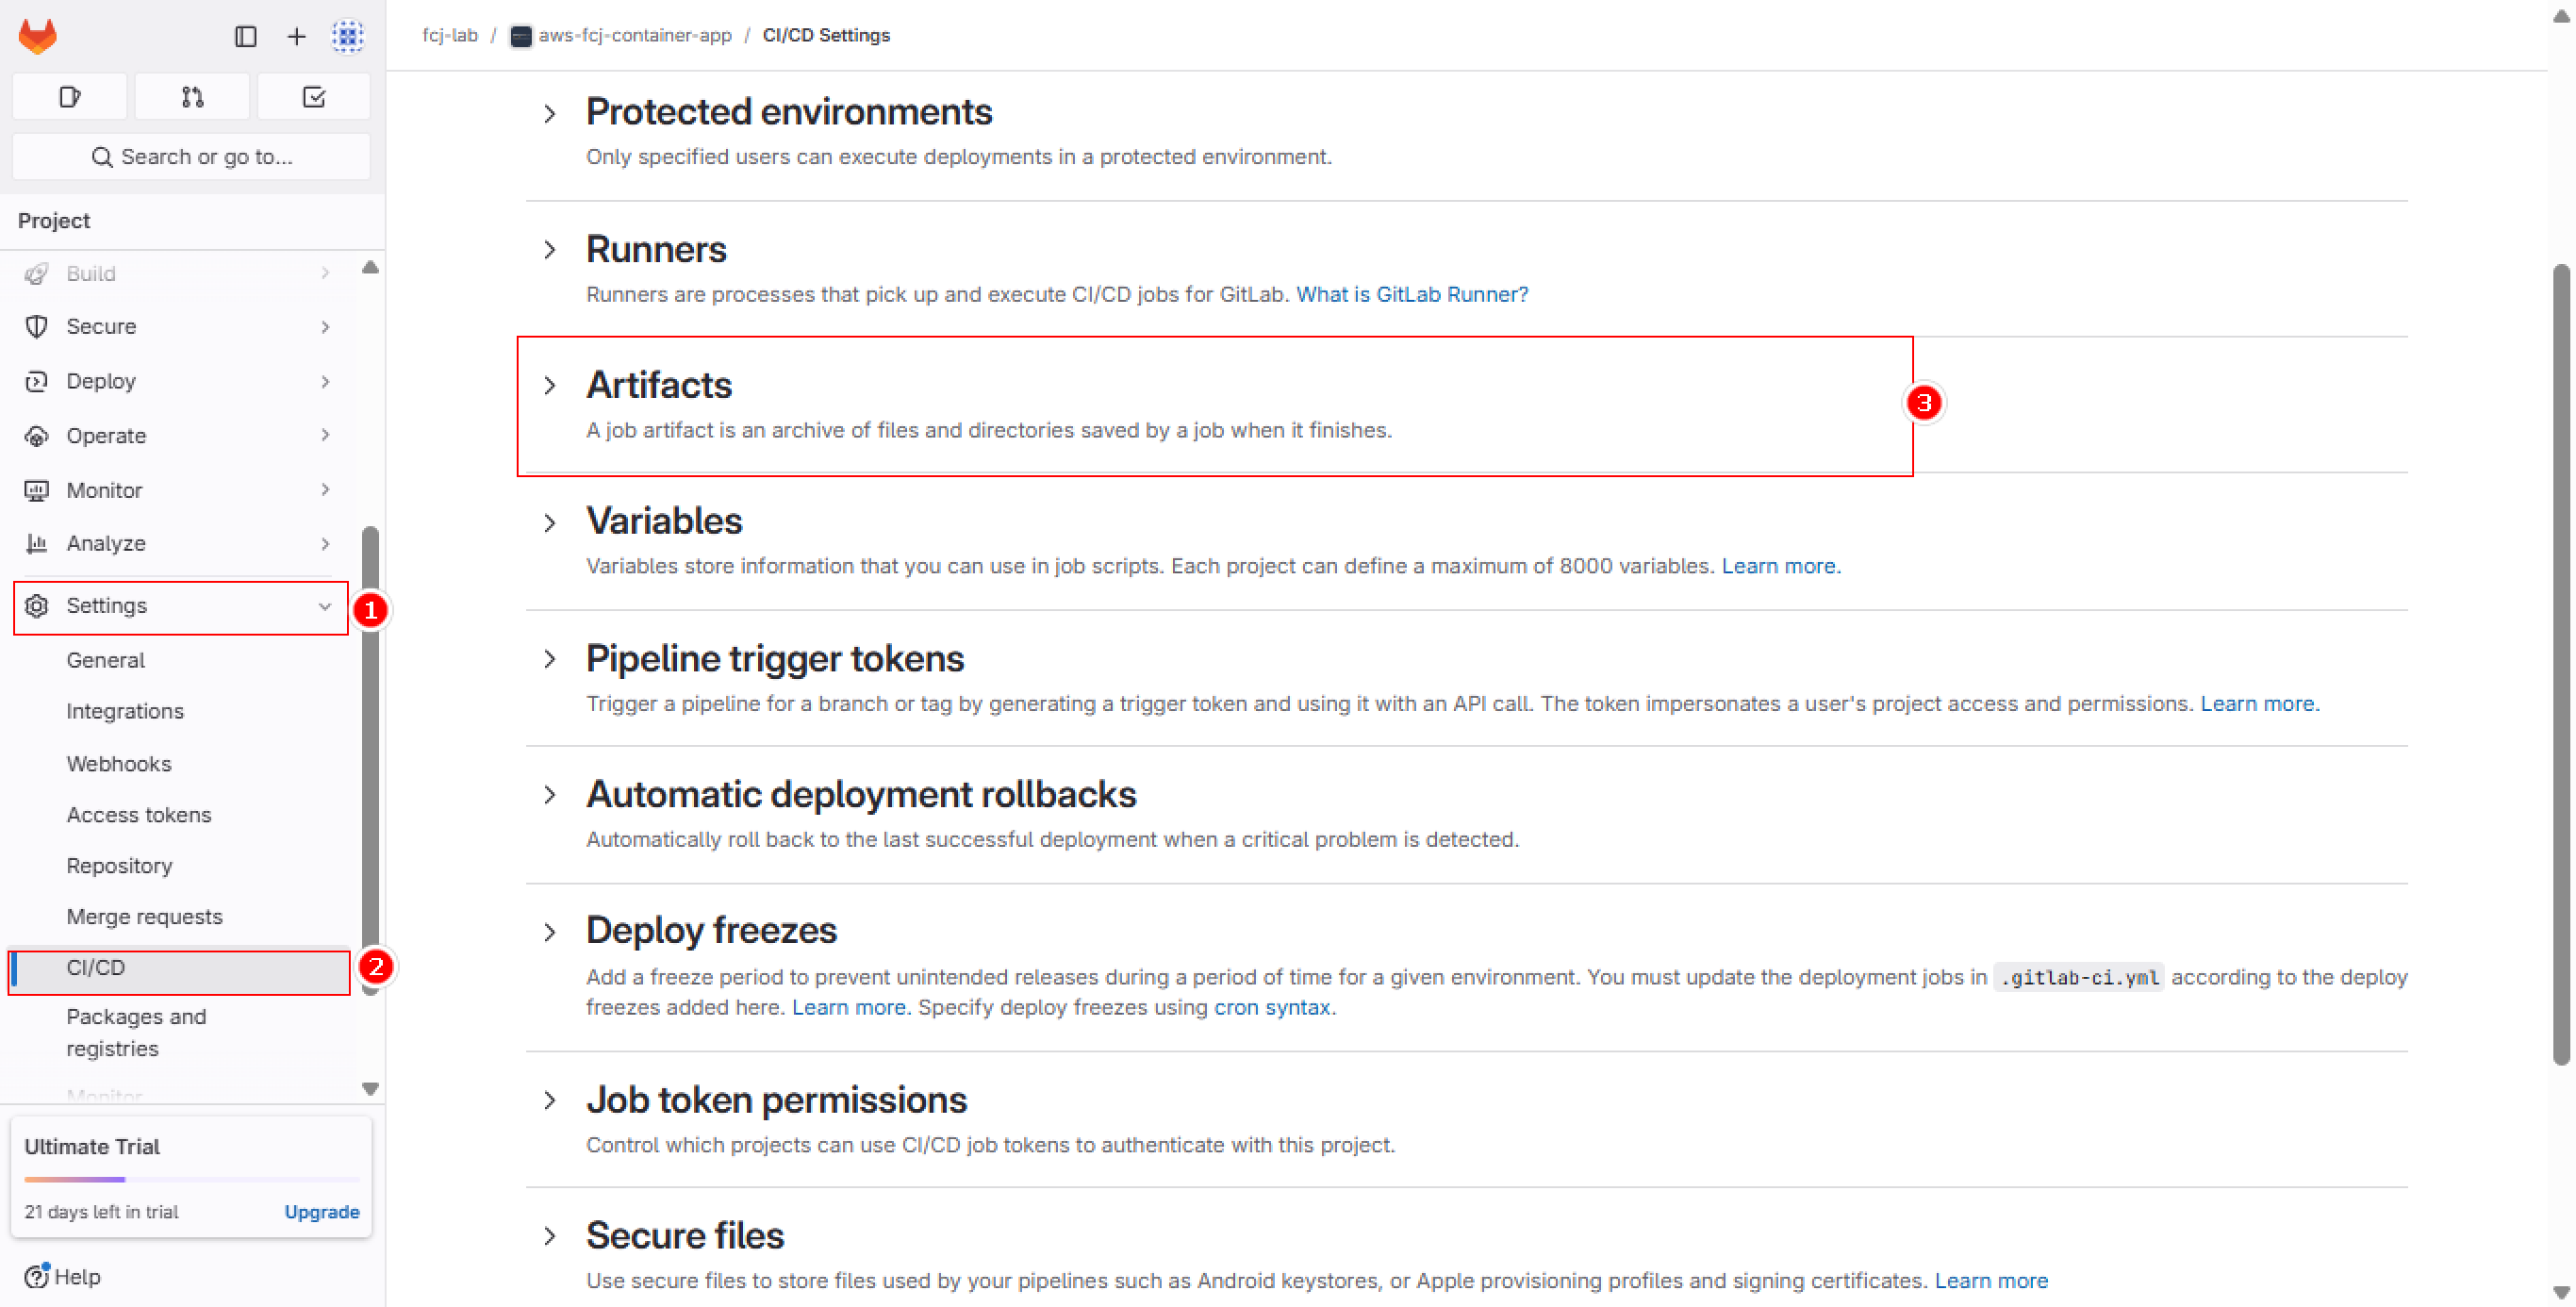 fcj-lab / aws-fcj-container-app / CI/CD Settings
Search or go to...
Project
Build
Secure
Deploy
Operate
Monitor
Analyze
Settings
1
General
Integrations
Webhooks
Access tokens
Repository
Merge requests
CI/CD
2
Packages and
registries
Monitor
Ultimate Trial
21 days left in trial
Upgrade
Help
Protected environments
Only specified users can execute deployments in a protected environment.
Runners
Runners are processes that pick up and execute CI/CD jobs for GitLab. What is GitLab Runner?
Artifacts
A job artifact is an archive of files and directories saved by a job when it finishes.
3
Variables
Variables store information that you can use in job scripts. Each project can define a maximum of 8000 variables. Learn more.
Pipeline trigger tokens
Trigger a pipeline for a branch or tag by generating a trigger token and using it with an API call. The token impersonates a user's project access and permissions. Learn more.
Automatic deployment rollbacks
Automatically roll back to the last successful deployment when a critical problem is detected.
Deploy freezes
Add a freeze period to prevent unintended releases during a period of time for a given environment. You must update the deployment jobs in .gitlab-ci.yml according to the deploy
freezes added here. Learn more. Specify deploy freezes using cron syntax.
Job token permissions
Control which projects can use CI/CD job tokens to authenticate with this project.
Secure files
Use secure files to store files used by your pipelines such as Android keystores, or Apple provisioning profiles and signing certificates. Learn more